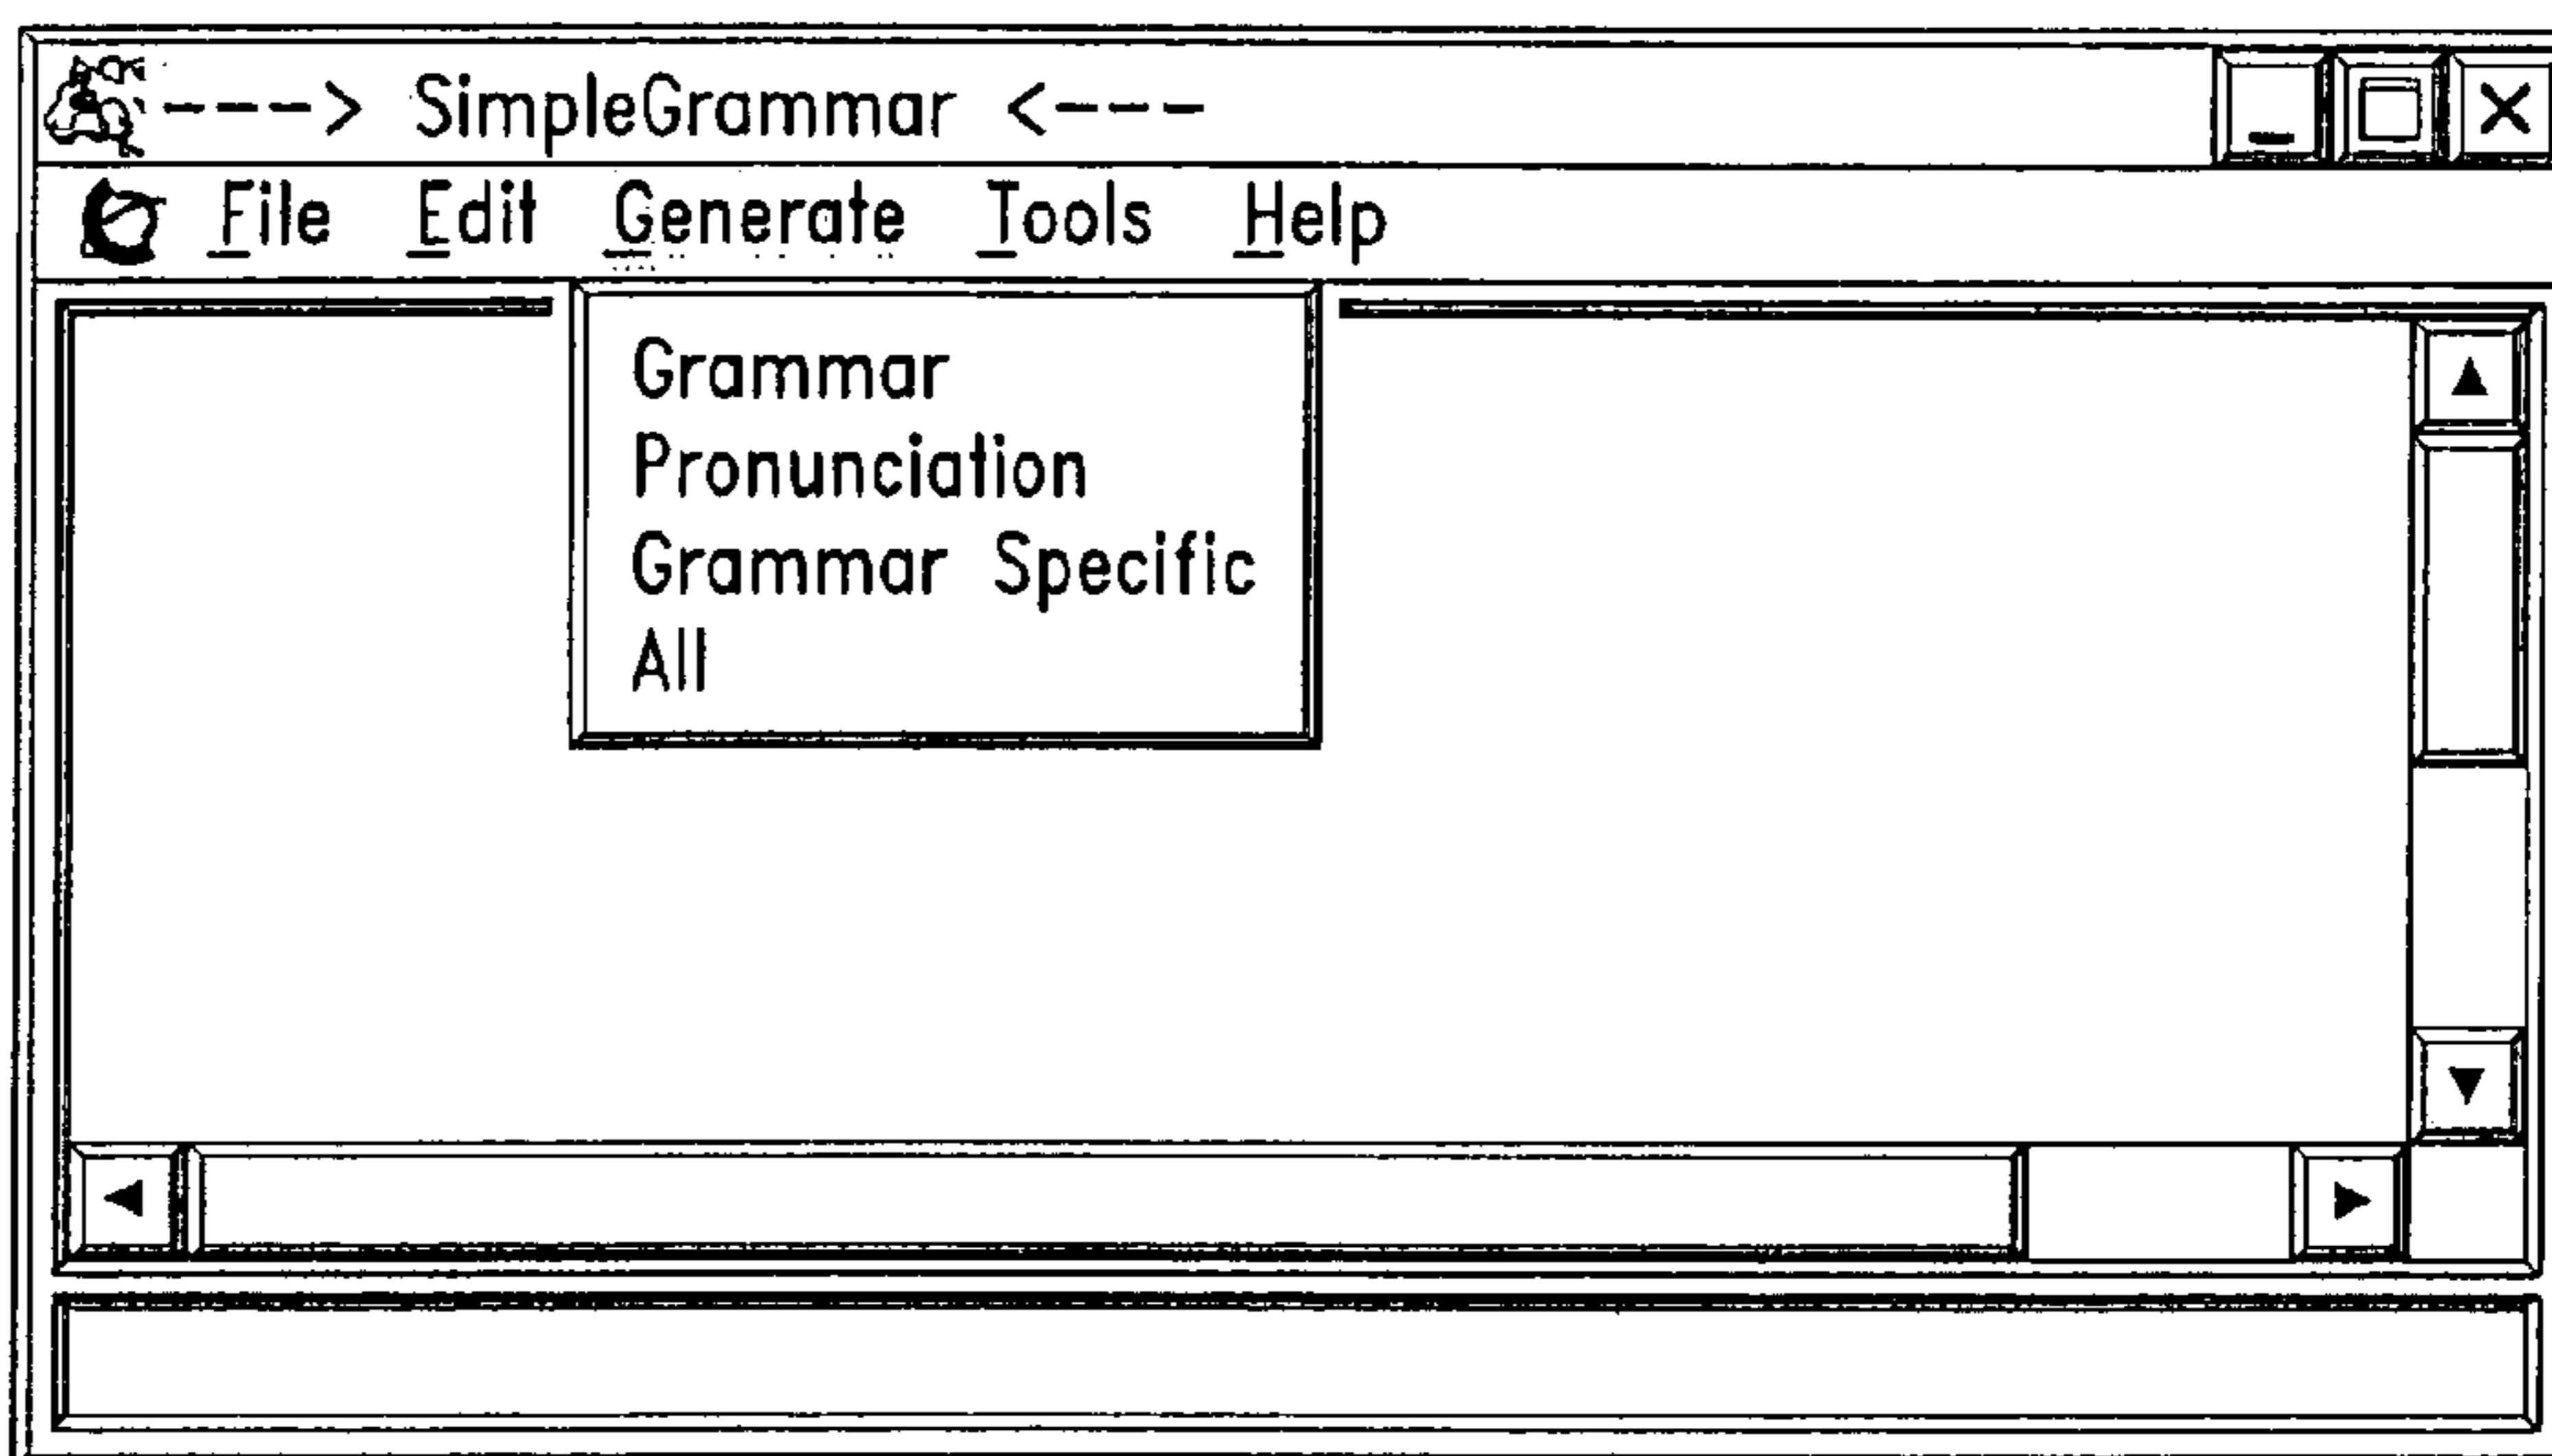 ---> SimpleGrammar <---
File Edit Generate Tools Help
Grammar
Pronunciation
Grammar Specific
All